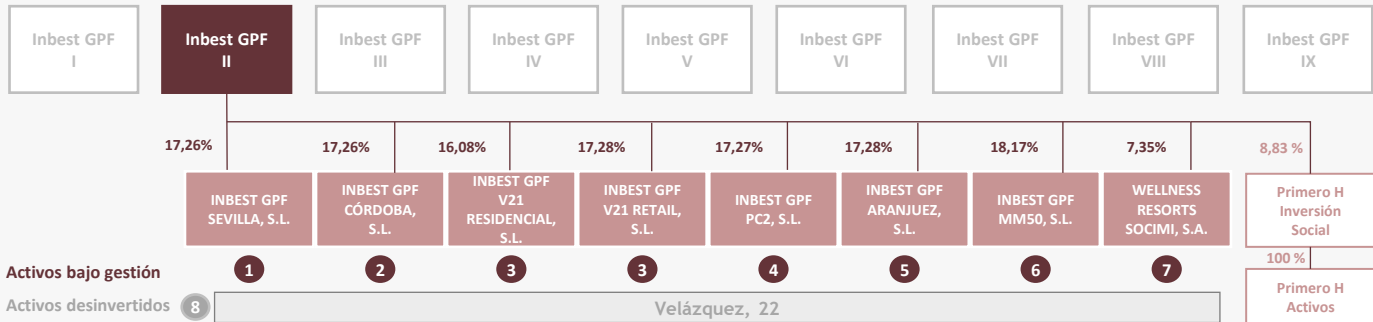 Inbest GPF
I
Inbest GPF
II
Inbest GPF
III
Inbest GPF
IV
Inbest GPF
V
Inbest GPF
VI
Inbest GPF
VII
Inbest GPF
VIII
Inbest GPF
IX
17,26%
17,26%
16,08%
17,28%
17,27%
17,28%
18,17%
7,35%
8,83 %
INBEST GPF
SEVILLA, S.L.
INBEST GPF
CÓRDOBA,
S.L.
INBEST GPF
V21
RESIDENCIAL,
S.L.
INBEST GPF
V21 RETAIL,
S.L.
INBEST GPF
PC2, S.L.
INBEST GPF
ARANJUEZ,
S.L.
INBEST GPF
MM50, S.L.
WELLNESS
RESORTS
SOCIMI, S.A.
Primero H
Inversión
Social
100 %
Primero H
Activos
Activos bajo gestión
1
2
3
3
4
5
6
7
Activos desinvertidos
8
Velázquez, 22